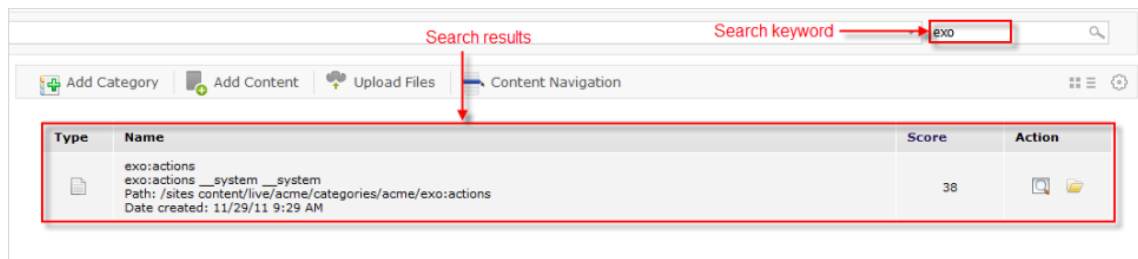 Search results
Search keyword
exo
Add Category Add Content Upload Files Content Navigation
Type Name Score Action
exo:actions
exo:actions __system __system
Path: /sites content/live/acme/categories/acme/exo:actions
38
Date created: 11/29/11 9:29 AM